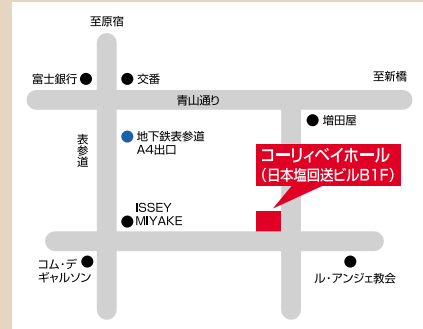 至原宿
富士銀行
交番
至新橋
青山通り
増田屋
表参道
地下鉄表参道
A4出口
コーリィベイホール
(日本塩回送ビルB1F)
ISSEY
MIYAKE
コム・デ
ギャルソン
ル・アンジェ教会